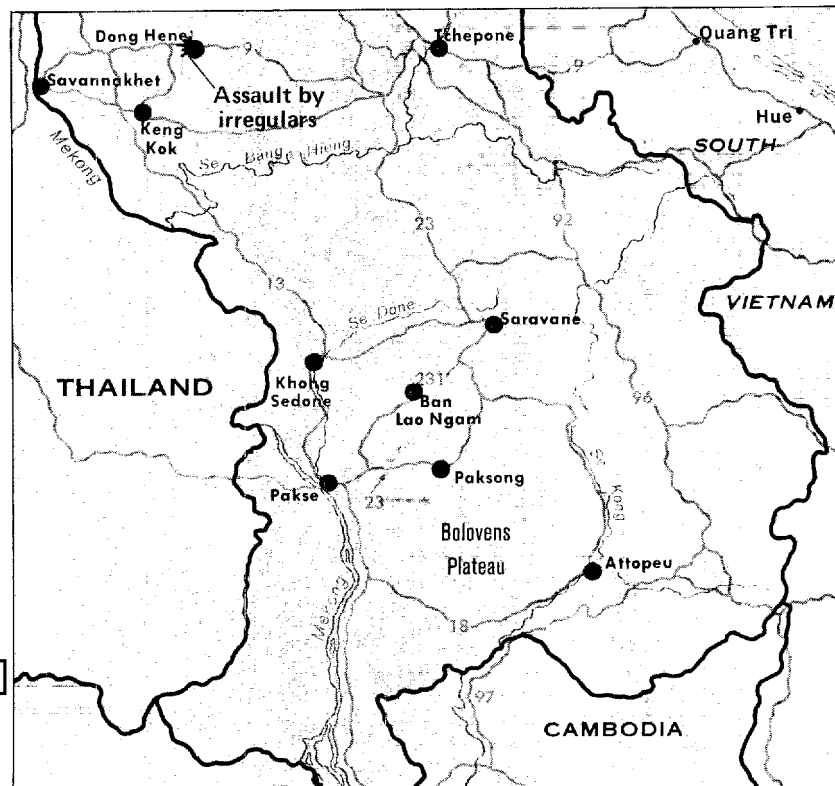 Dong Hene
9
Tchepone
Quang Tri
9
Savannakhet
Assault by
irregulars
Keng
Kok
Hue
SOUTH
Mekong
Se Bang Hieng
23
92
13
Se Done
VIETNAM
Saravane
THAILAND
Khong
Sedone
231
Ban
Lao Ngam
96
Se Kong
Pakse
23
Paksong
Bolovens
Plateau
Attopeu
Mekong
18
97
CAMBODIA